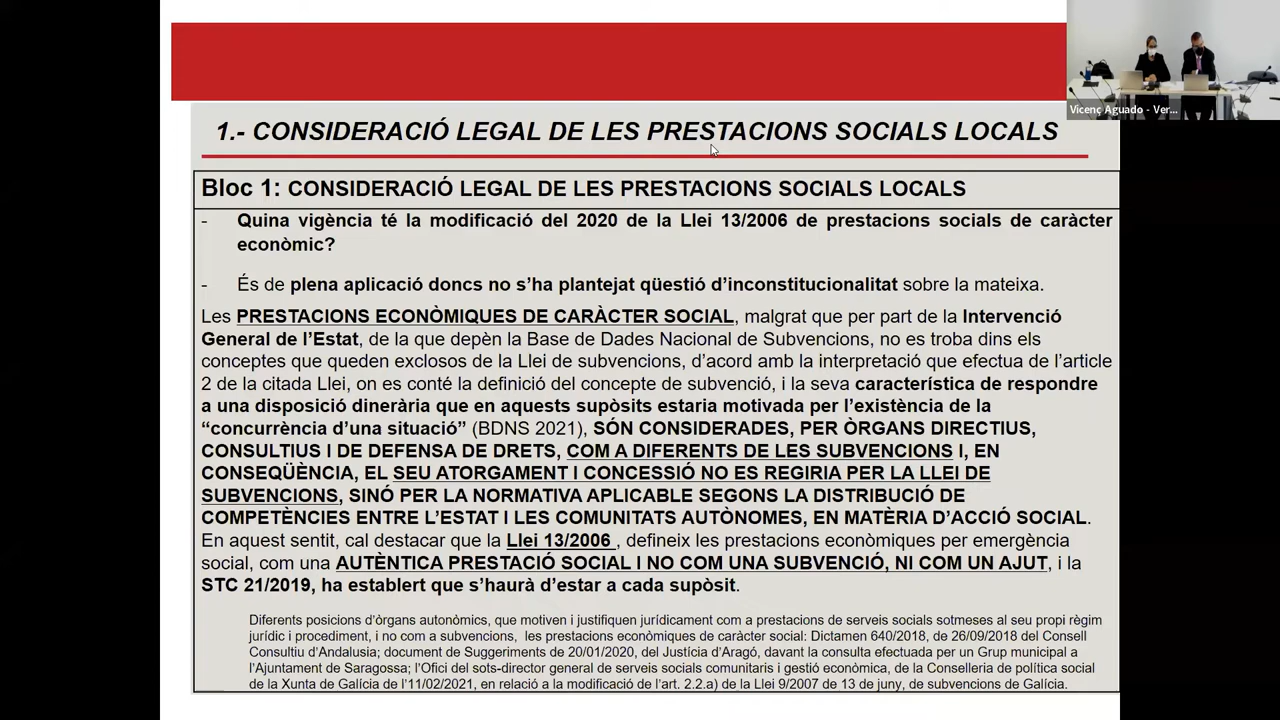 1.- CONSIDERACIÓ LEGAL DE LES PRESTACIONS SOCIALS LOCALS
Vicenç Aguado - Ver...
Bloc 1: CONSIDERACIÓ LEGAL DE LES PRESTACIONS SOCIALS LOCALS
- Quina vigència té la modificació del 2020 de la Llei 13/2006 de prestacions socials de caràcter
econòmic?
- És de plena aplicació doncs no s’ha plantejat qüestió d’inconstitucionalitat sobre la mateixa.
Les PRESTACIONS ECONÒMIQUES DE CARÀCTER SOCIAL, malgrat que per part de la Intervenció
General de l’Estat, de la que depèn la Base de Dades Nacional de Subvencions, no es troba dins els
conceptes que queden exclosos de la Llei de subvencions, d’acord amb la interpretació que efectua de l’article
2 de la citada Llei, on es conté la definició del concepte de subvenció, i la seva característica de respondre
a una disposició dinerària que en aquests supòsits estaria motivada per l’existència de la
“concurrència d’una situació” (BDNS 2021), SÓN CONSIDERADES, PER ÒRGANS DIRECTIUS,
CONSULTIUS I DE DEFENSA DE DRETS, COM A DIFERENTS DE LES SUBVENCIONS I, EN
CONSEQÜÈNCIA, EL SEU ATORGAMENT I CONCESSIÓ NO ES REGIRIA PER LA LLEI DE
SUBVENCIONS, SINÓ PER LA NORMATIVA APLICABLE SEGONS LA DISTRIBUCIÓ DE
COMPETÈNCIES ENTRE L’ESTAT I LES COMUNITATS AUTÒNOMES, EN MATÈRIA D’ACCIÓ SOCIAL.
En aquest sentit, cal destacar que la Llei 13/2006 , defineix les prestacions econòmiques per emergència
social, com una AUTÈNTICA PRESTACIÓ SOCIAL I NO COM UNA SUBVENCIÓ, NI COM UN AJUT, i la
STC 21/2019, ha establert que s’haurà d’estar a cada supòsit.
Diferents posicions d’òrgans autonòmics, que motiven i justifiquen jurídicament com a prestacions de serveis socials sotmeses al seu propi règim
jurídic i procediment, i no com a subvencions, les prestacions econòmiques de caràcter social: Dictamen 640/2018, de 26/09/2018 del Consell
Consultiu d’Andalusia; document de Suggeriments de 20/01/2020, del Justícia d’Aragó, davant la consulta efectuada per un Grup municipal a
l’Ajuntament de Saragossa; l’Ofici del sots-director general de serveis socials comunitaris i gestió econòmica, de la Conselleria de política social
de la Xunta de Galícia de l’11/02/2021, en relació a la modificació de l’art. 2.2.a) de la Llei 9/2007 de 13 de juny, de subvencions de Galícia.